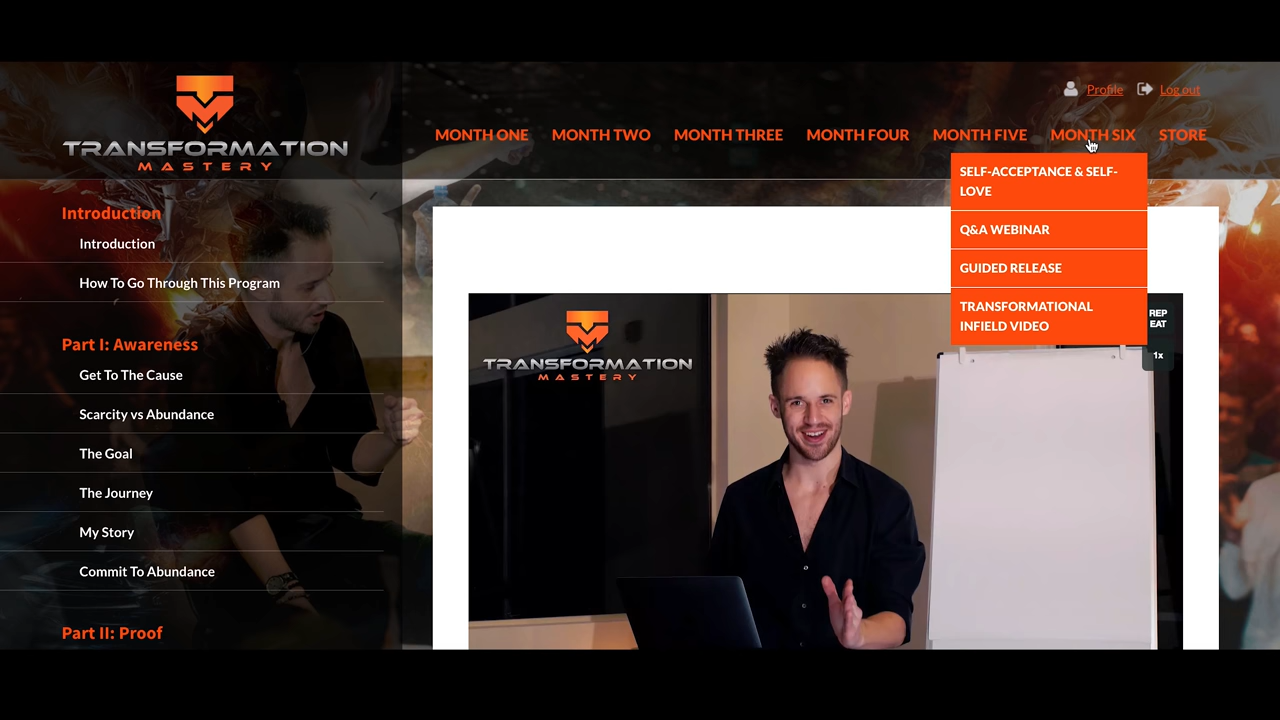 TRANSFORMATION
MASTERY
Profile
Log out
MONTH ONE
MONTH TWO
MONTH THREE
MONTH FOUR
MONTH FIVE
MONTH SIX
STORE
SELF-ACCEPTANCE & SELF-
LOVE
Q&A WEBINAR
GUIDED RELEASE
TRANSFORMATIONAL
INFIELD VIDEO
Introduction
Introduction
How To Go Through This Program
Part I: Awareness
Get To The Cause
Scarcity vs Abundance
The Goal
The Journey
My Story
Commit To Abundance
Part II: Proof
TRANSFORMATION
MASTERY
REP
EAT
1x